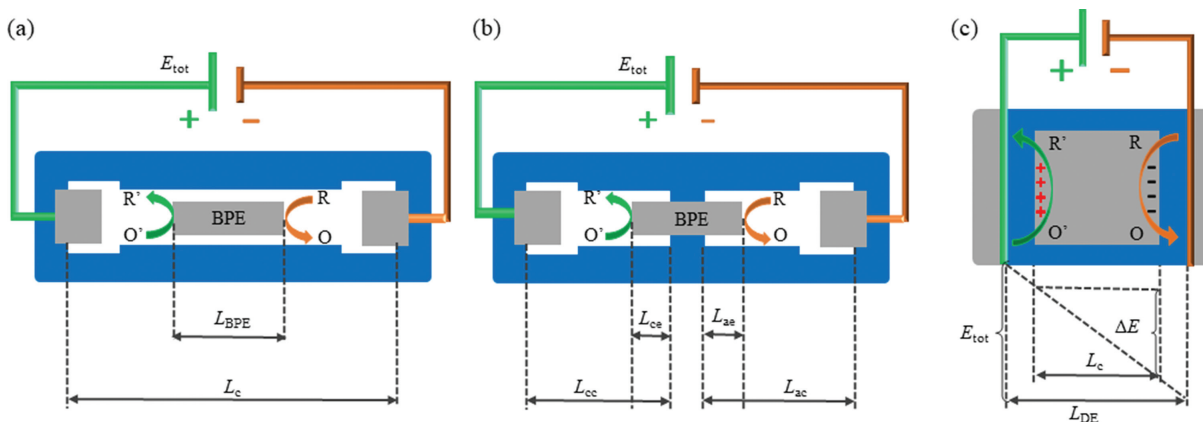 (a)
E_tot
+
−
R'
O'
BPE
R
O
L_BPE
L_c
(b)
E_tot
+
−
R'
O'
BPE
R
O
L_ce
L_ae
L_cc
L_ac
(c)
+
−
R'
R
+
+
+
+
−
−
−
−
O'
O
E_tot
ΔE
L_c
L_DE